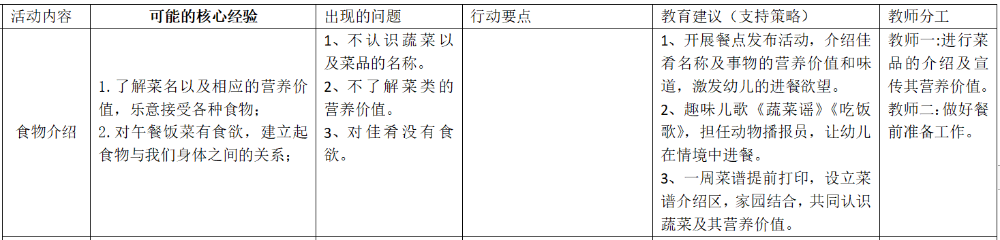 活动内容
可能的核心经验
出现的问题
行动要点
教育建议（支持策略）
教师分工
食物介绍
1.了解菜名以及相应的营养价
值，乐意接受各种食物；
2.对午餐饭菜有食欲，建立起
食物与我们身体之间的关系；
1、不认识蔬菜以
及菜品的名称。
2、不了解菜类的
营养价值。
3、对佳肴没有食
欲。
1、开展餐点发布活动，介绍佳
肴名称及事物的营养价值和味
道，激发幼儿的进餐欲望。
2、趣味儿歌《蔬菜谣》《吃饭
歌》，担任动物播报员，让幼儿
在情境中进餐。
3、一周菜谱提前打印，设立菜
谱介绍区，家园结合，共同认识
蔬菜及其营养价值。
教师一:进行菜
品的介绍及宣
传其营养价值。
教师二:做好餐
前准备工作。